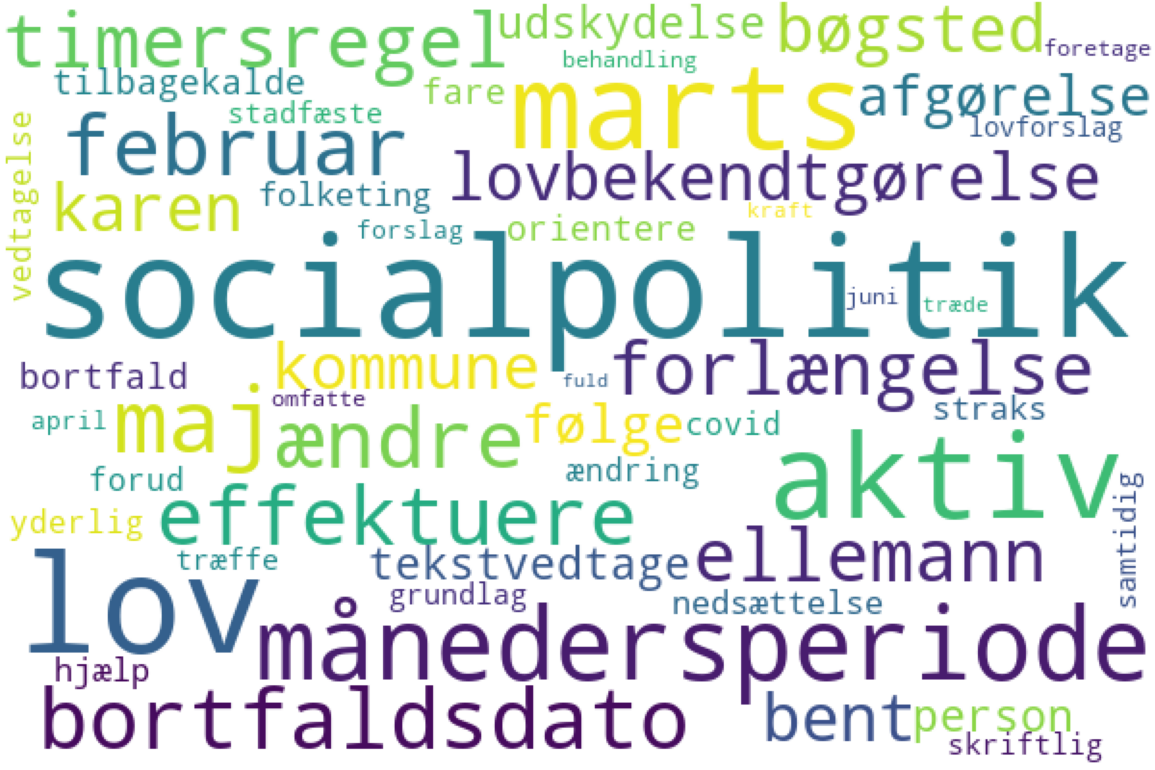 timersregel
udskydelse
bøgsted
foretage
behandling
tilbagekalde
fare
marts
afgørelse
stadfæste
februar
lovforslag
vedtagelse
lovbekendtgørelse
karen
folketing
kraft
forslag
orientere
socialpolitik
juni
træde
bortfald
kommune
fuld
forlængelse
omfatte
april
maj
ændre
følge
covid
straks
aktiv
forud
ændring
samtidig
yderlig
effektuere
træffe
tekstvedtage
ellemann
lov
grundlag
nedsættelse
månedersperiode
hjælp
bortfaldsdato
bent
person
skriftlig